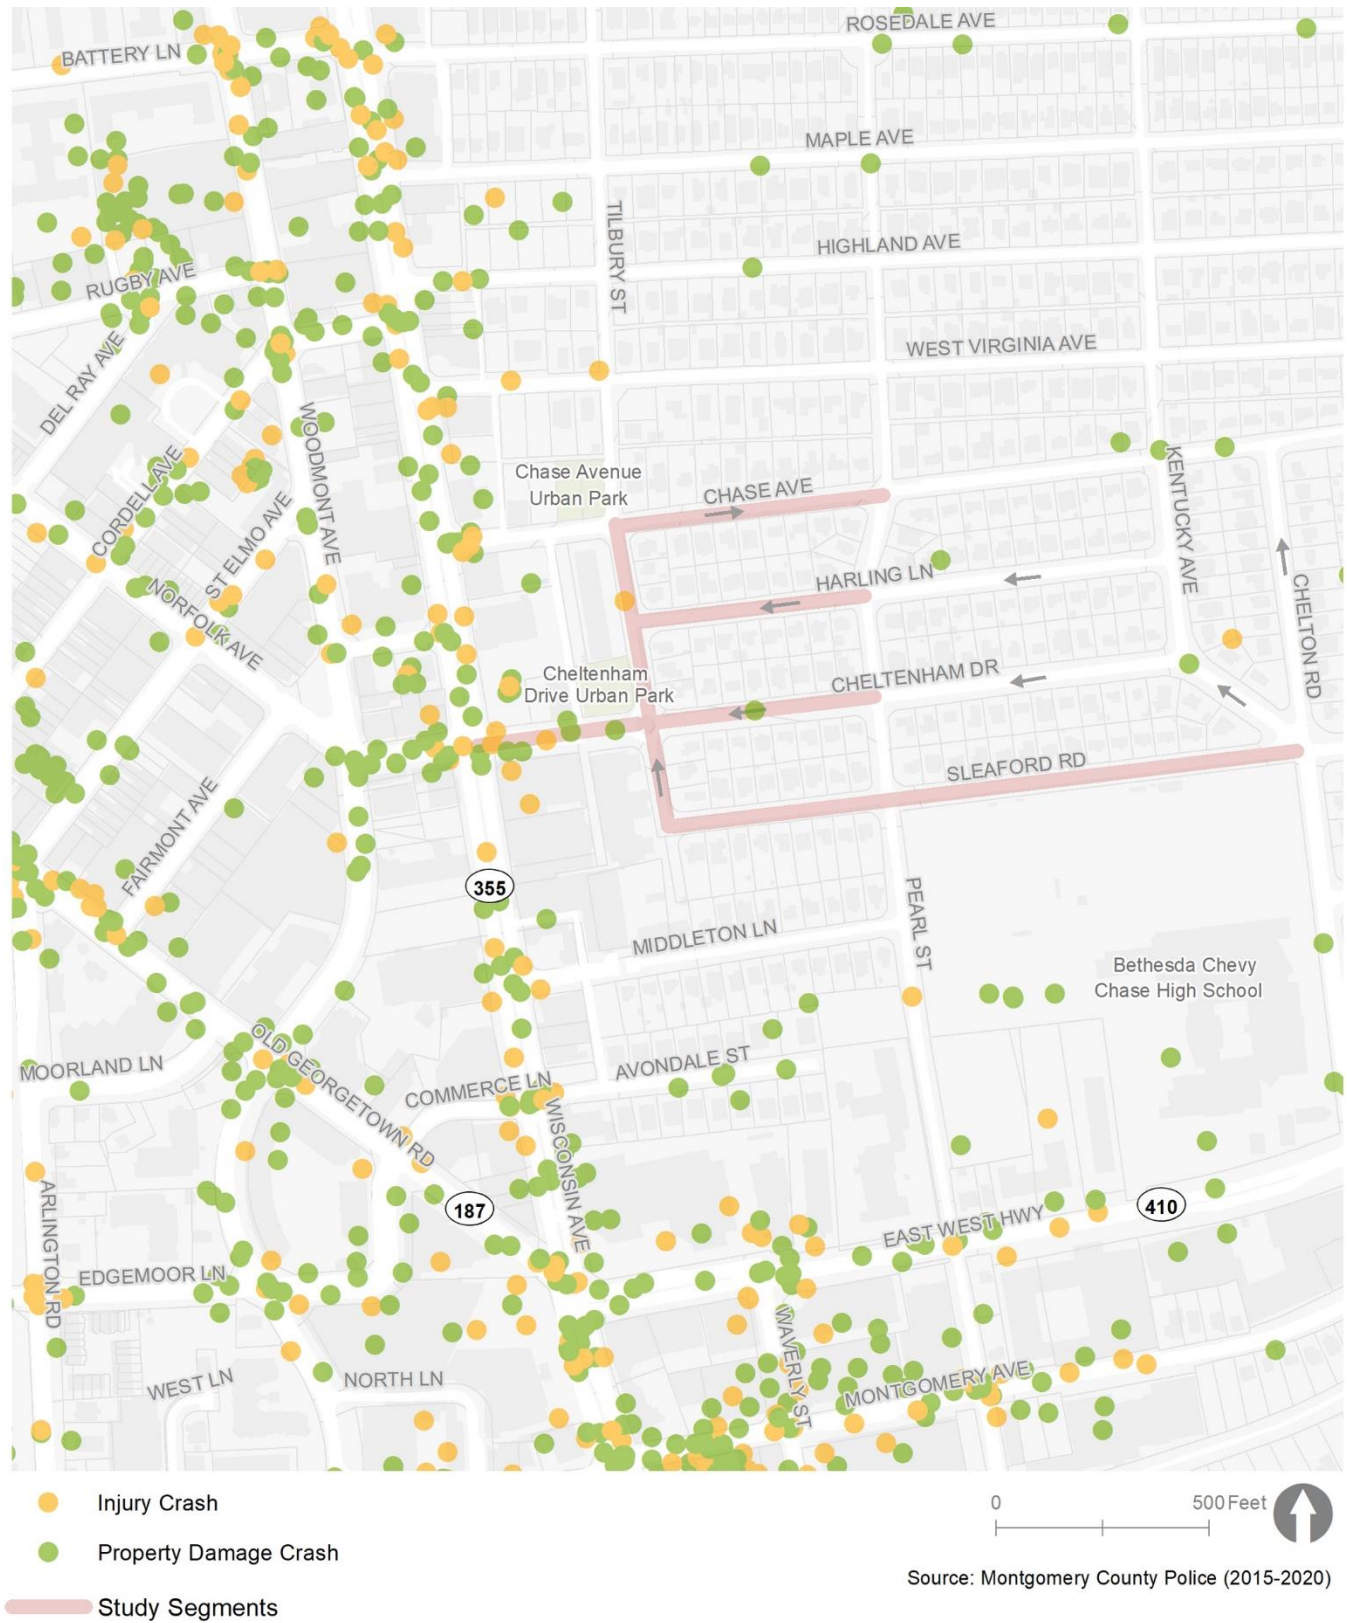 ROSEDALE AVE
BATTERY LN
MAPLE AVE
TILBURY ST
HIGHLAND AVE
RUGBY AVE
WEST VIRGINIA AVE
DEL RAY AVE
WOODMONT AVE
CORDELL AVE
Chase Avenue
Urban Park
CHASE AVE
KENTUCKY AVE
ST ELMO AVE
HARLING LN
NORFOLK AVE
CHELTON RD
Cheltenham
Drive Urban Park
CHELTENHAM DR
SLEAFORD RD
FAIRMONT AVE
355
PEARL ST
MIDDLETON LN
Bethesda Chevy
Chase High School
OLD GEORGETOWN RD
MOORLAND LN
AVONDALE ST
COMMERCE LN
WISCONSIN AVE
ARLINGTON RD
187
410
EAST WEST HWY
EDGEMOOR LN
WAVERLY ST
WEST LN
NORTH LN
MONTGOMERY AVE
Injury Crash
0 500 Feet
Property Damage Crash
Source: Montgomery County Police (2015-2020)
Study Segments